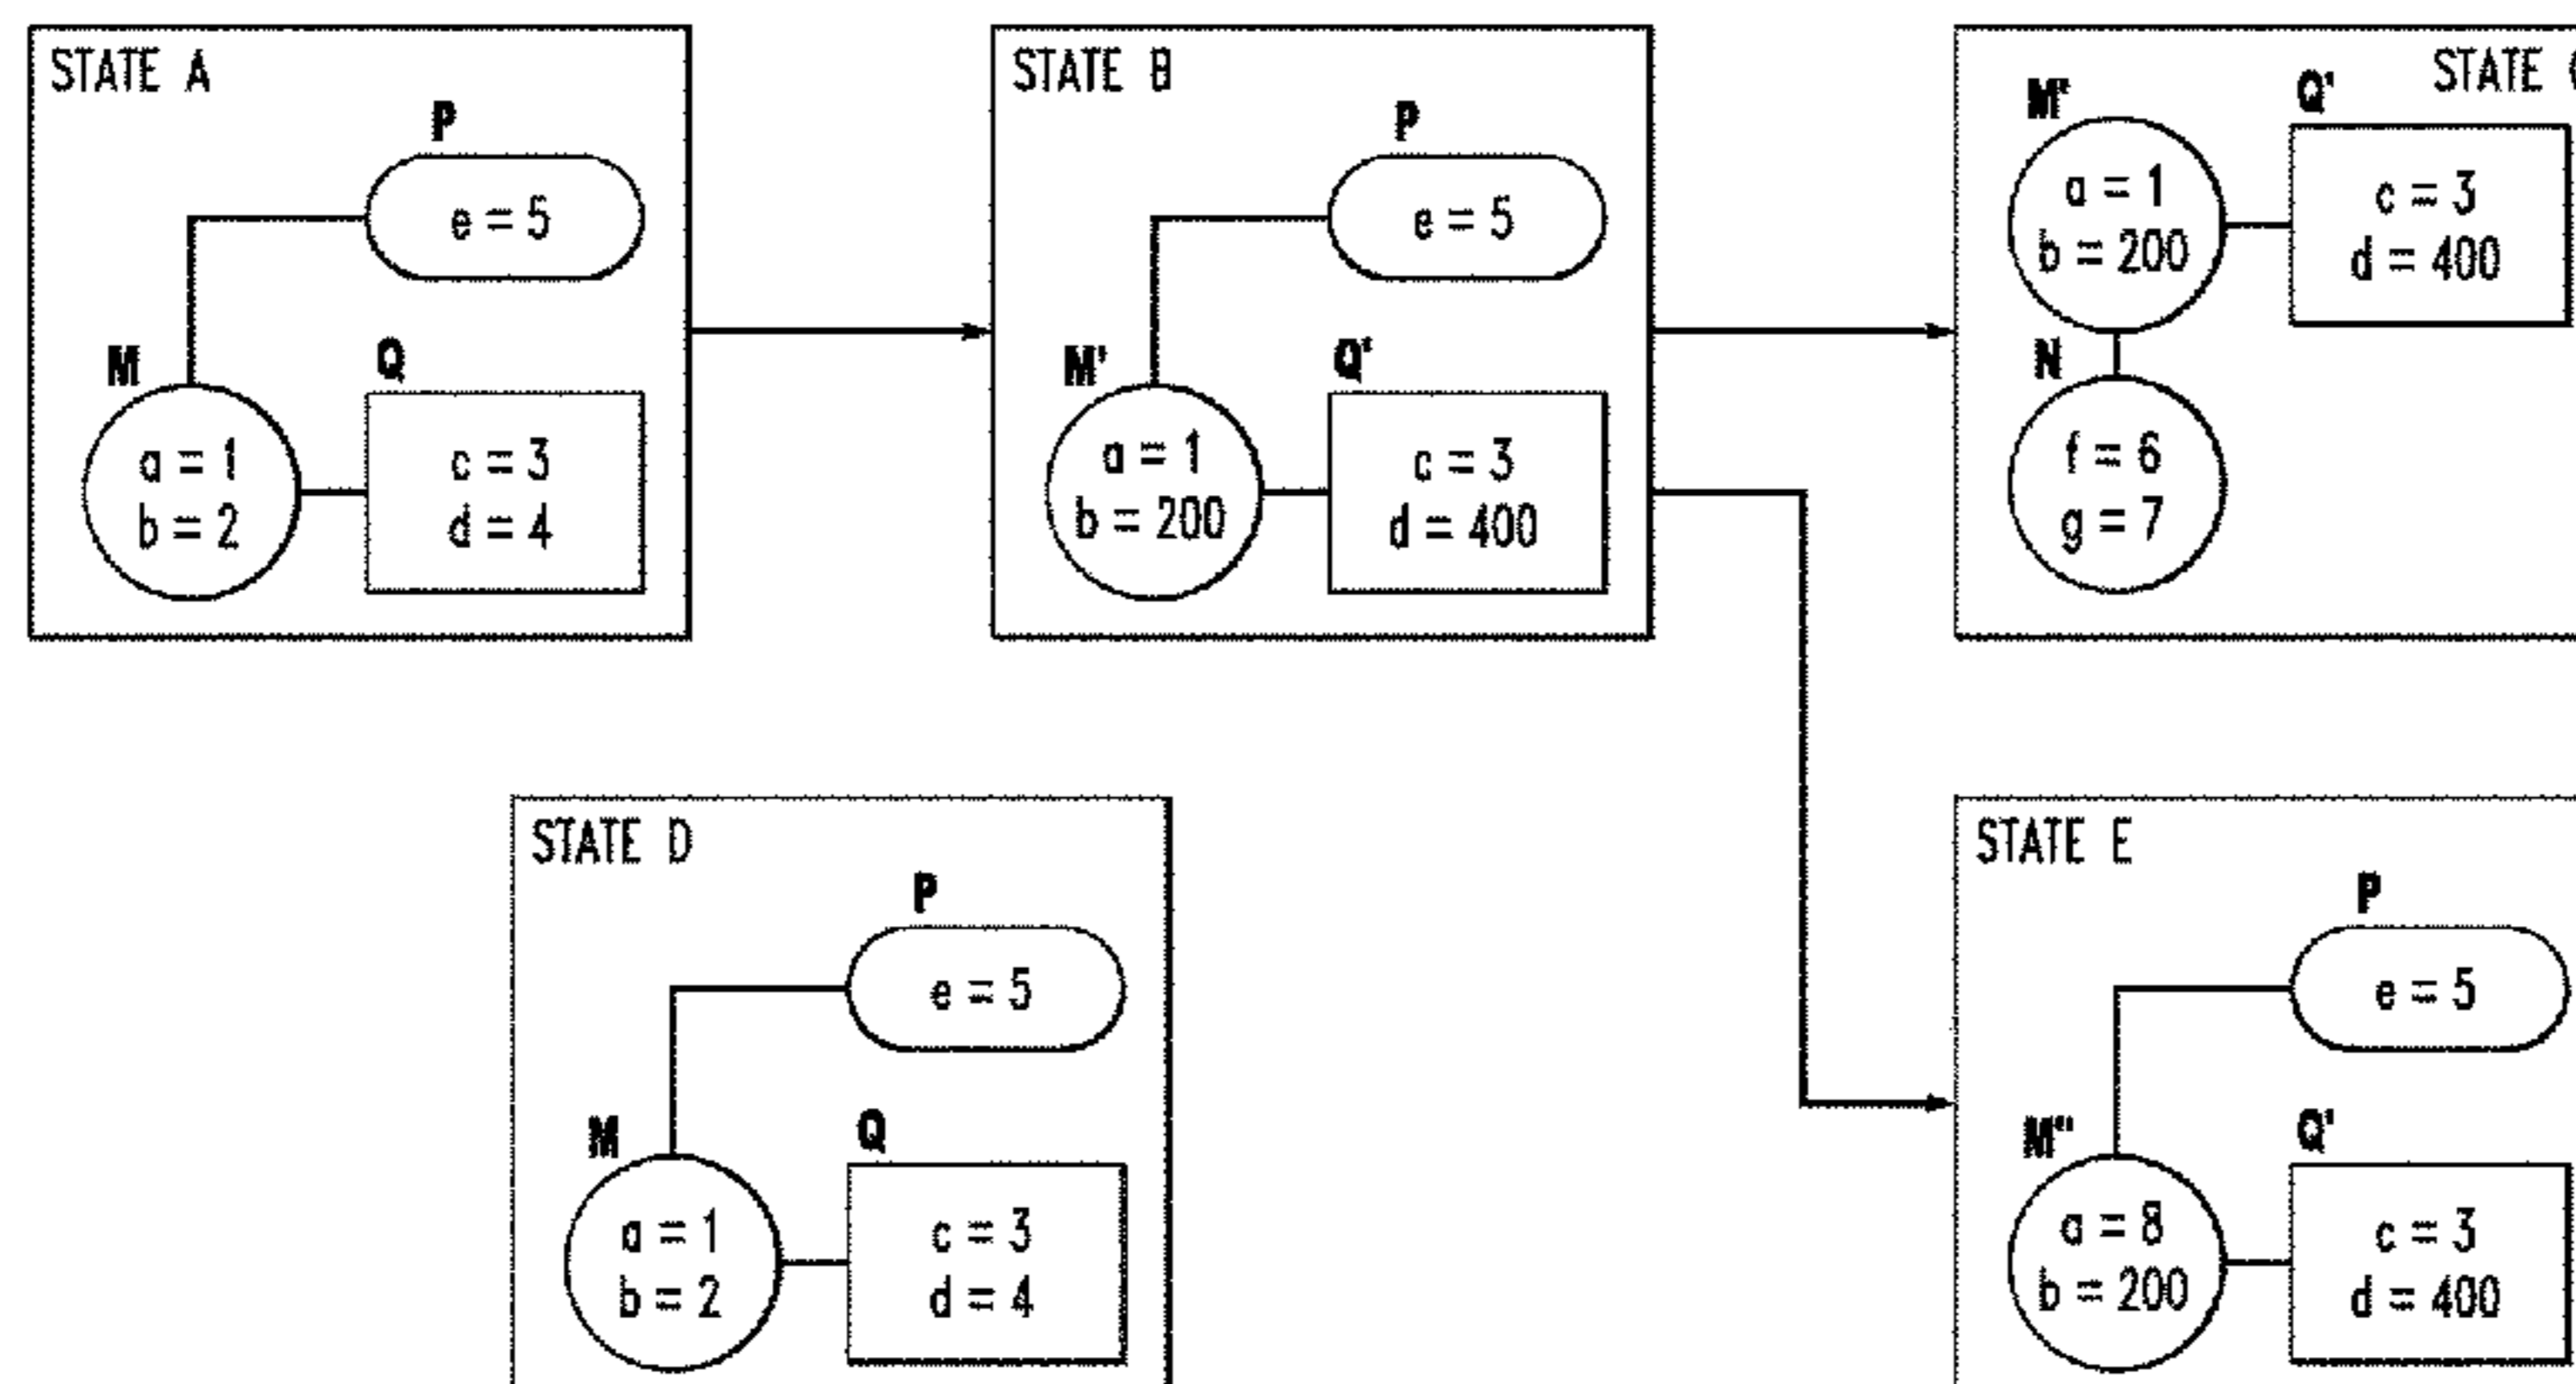 STATE A
P
e = 5
M
Q
a = 1
b = 2
c = 3
d = 4
STATE B
P
e = 5
M'
Q'
a = 1
b = 200
c = 3
d = 400
STATE
M'
Q'
a = 1
b = 200
c = 3
d = 400
N
f = 6
g = 7
STATE D
P
e = 5
M
Q
a = 1
b = 2
c = 3
d = 4
STATE E
P
e = 5
M"
Q'
a = 8
b = 200
c = 3
d = 400